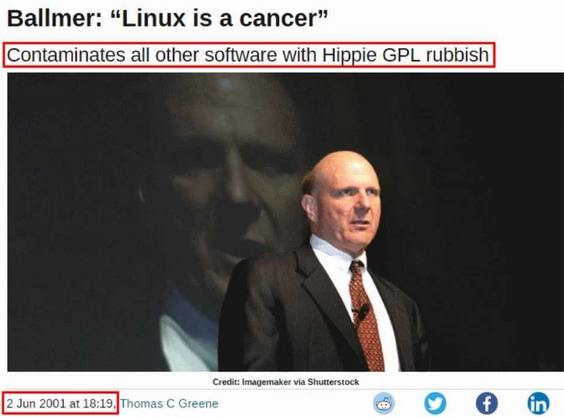 Ballmer: “Linux is a cancer”
Contaminates all other software with Hippie GPL rubbish
Credit: Imagemaker via Shutterstock
2 Jun 2001 at 18:19, Thomas C Greene